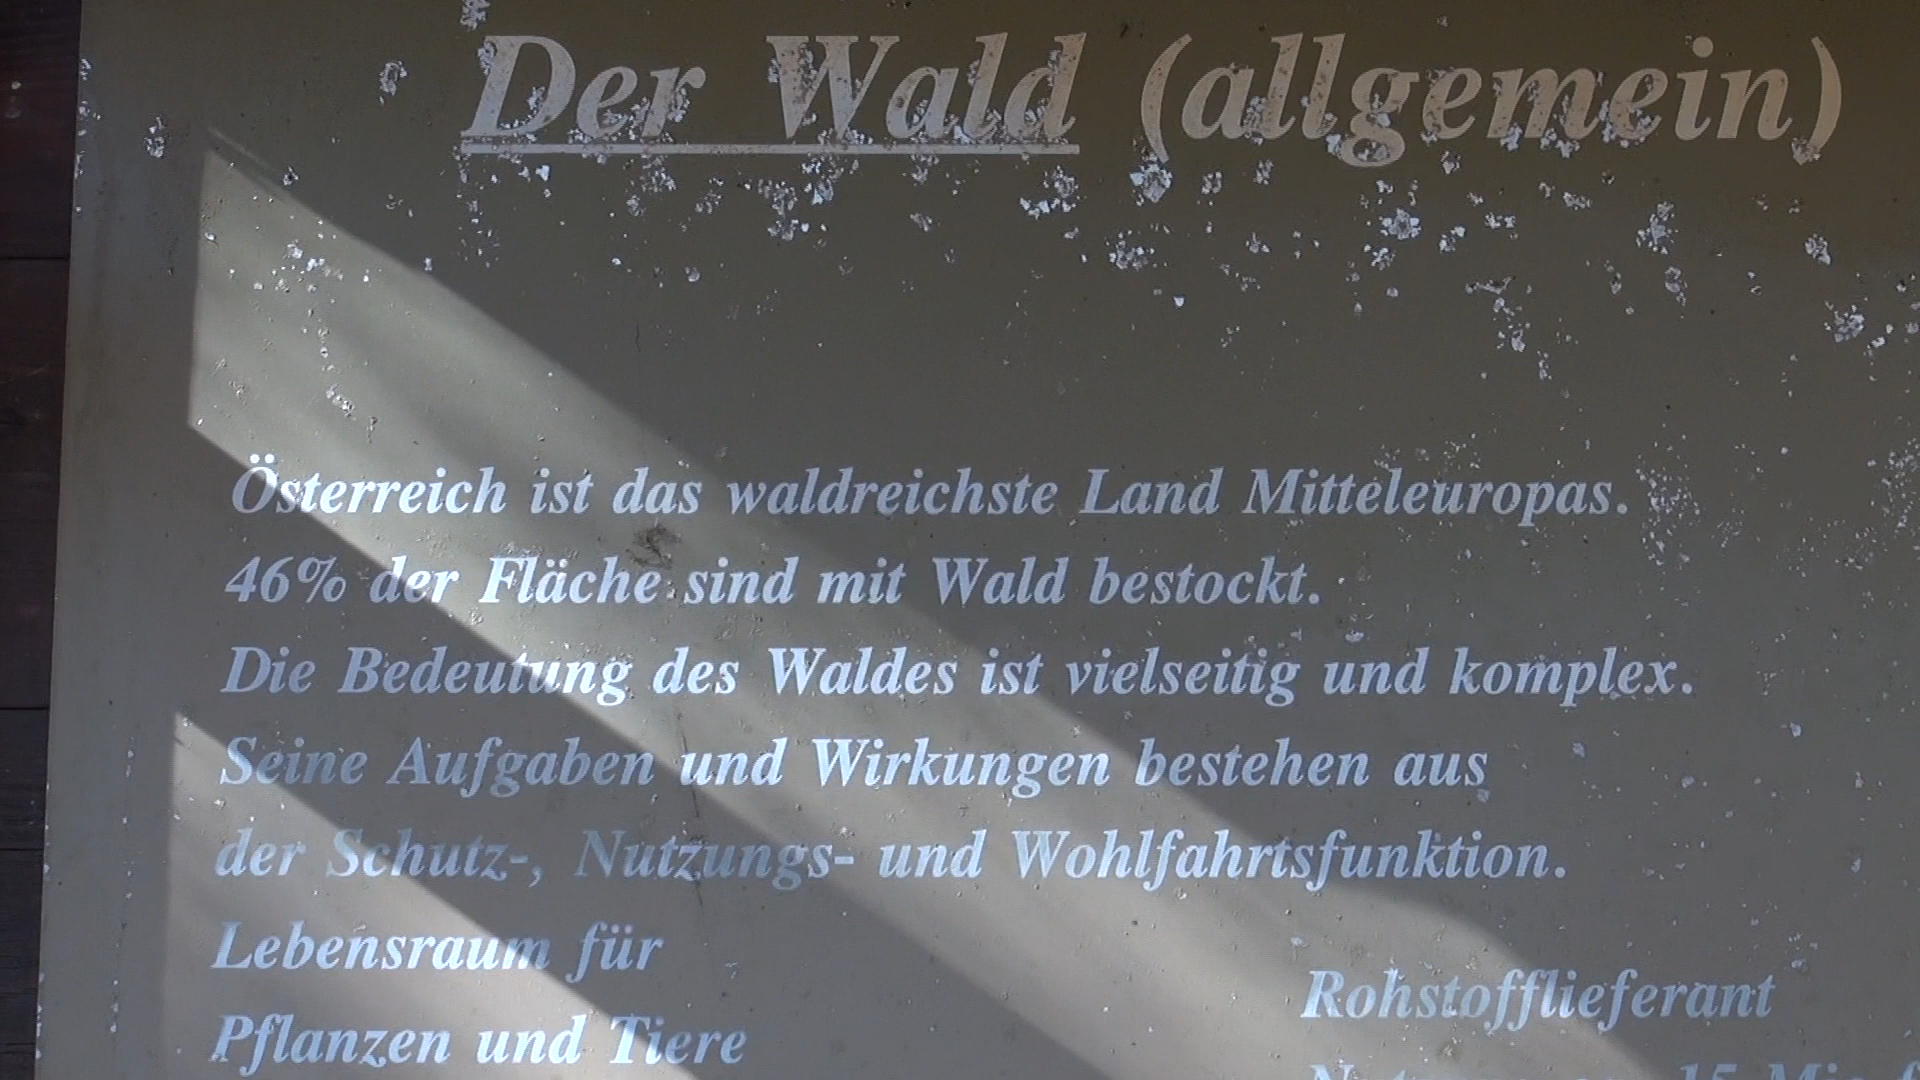 Der Wald (allgemein)
Österreich ist das waldreichste Land Mitteleuropas.
46% der Fläche sind mit Wald bestockt.
Die Bedeutung des Waldes ist vielseitig und komplex.
Seine Aufgaben und Wirkungen bestehen aus
der Schutz-, Nutzungs- und Wohlfahrtsfunktion.
Lebensraum für
Rohstofflieferant
Pflanzen und Tiere